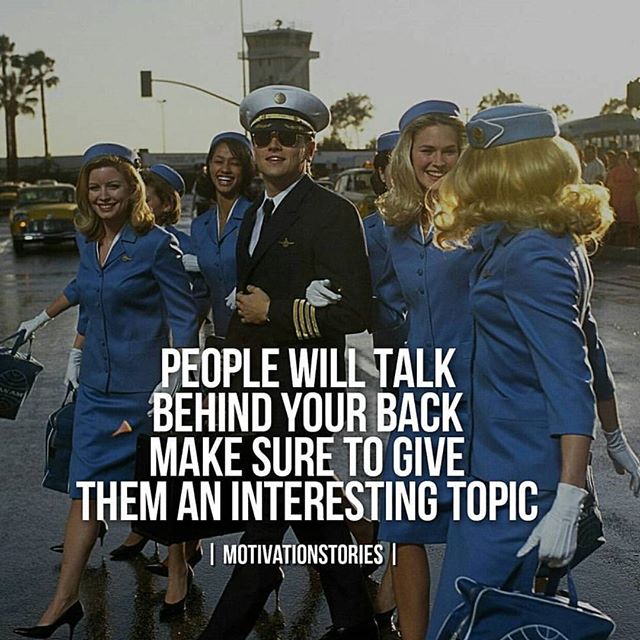 PEOPLE WILL TALK
BEHIND YOUR BACK
MAKE SURE TO GIVE
THEM AN INTERESTING TOPIC
| MOTIVATIONSTORIES |